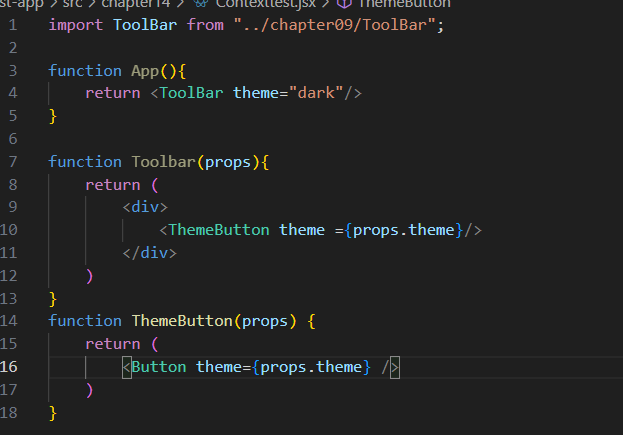 st-app > src > chapter14 > Contexttest.jsx > ThemeButton
1 import ToolBar from "../chapter09/ToolBar";
2
3 function App(){
4 return <ToolBar theme="dark"/>
5 }
6
7 function Toolbar(props){
8 return (
9 <div>
10 <ThemeButton theme ={props.theme}/>
11 </div>
12 )
13 }
14 function ThemeButton(props) {
15 return (
16 <Button theme={props.theme} />
17 )
18 }